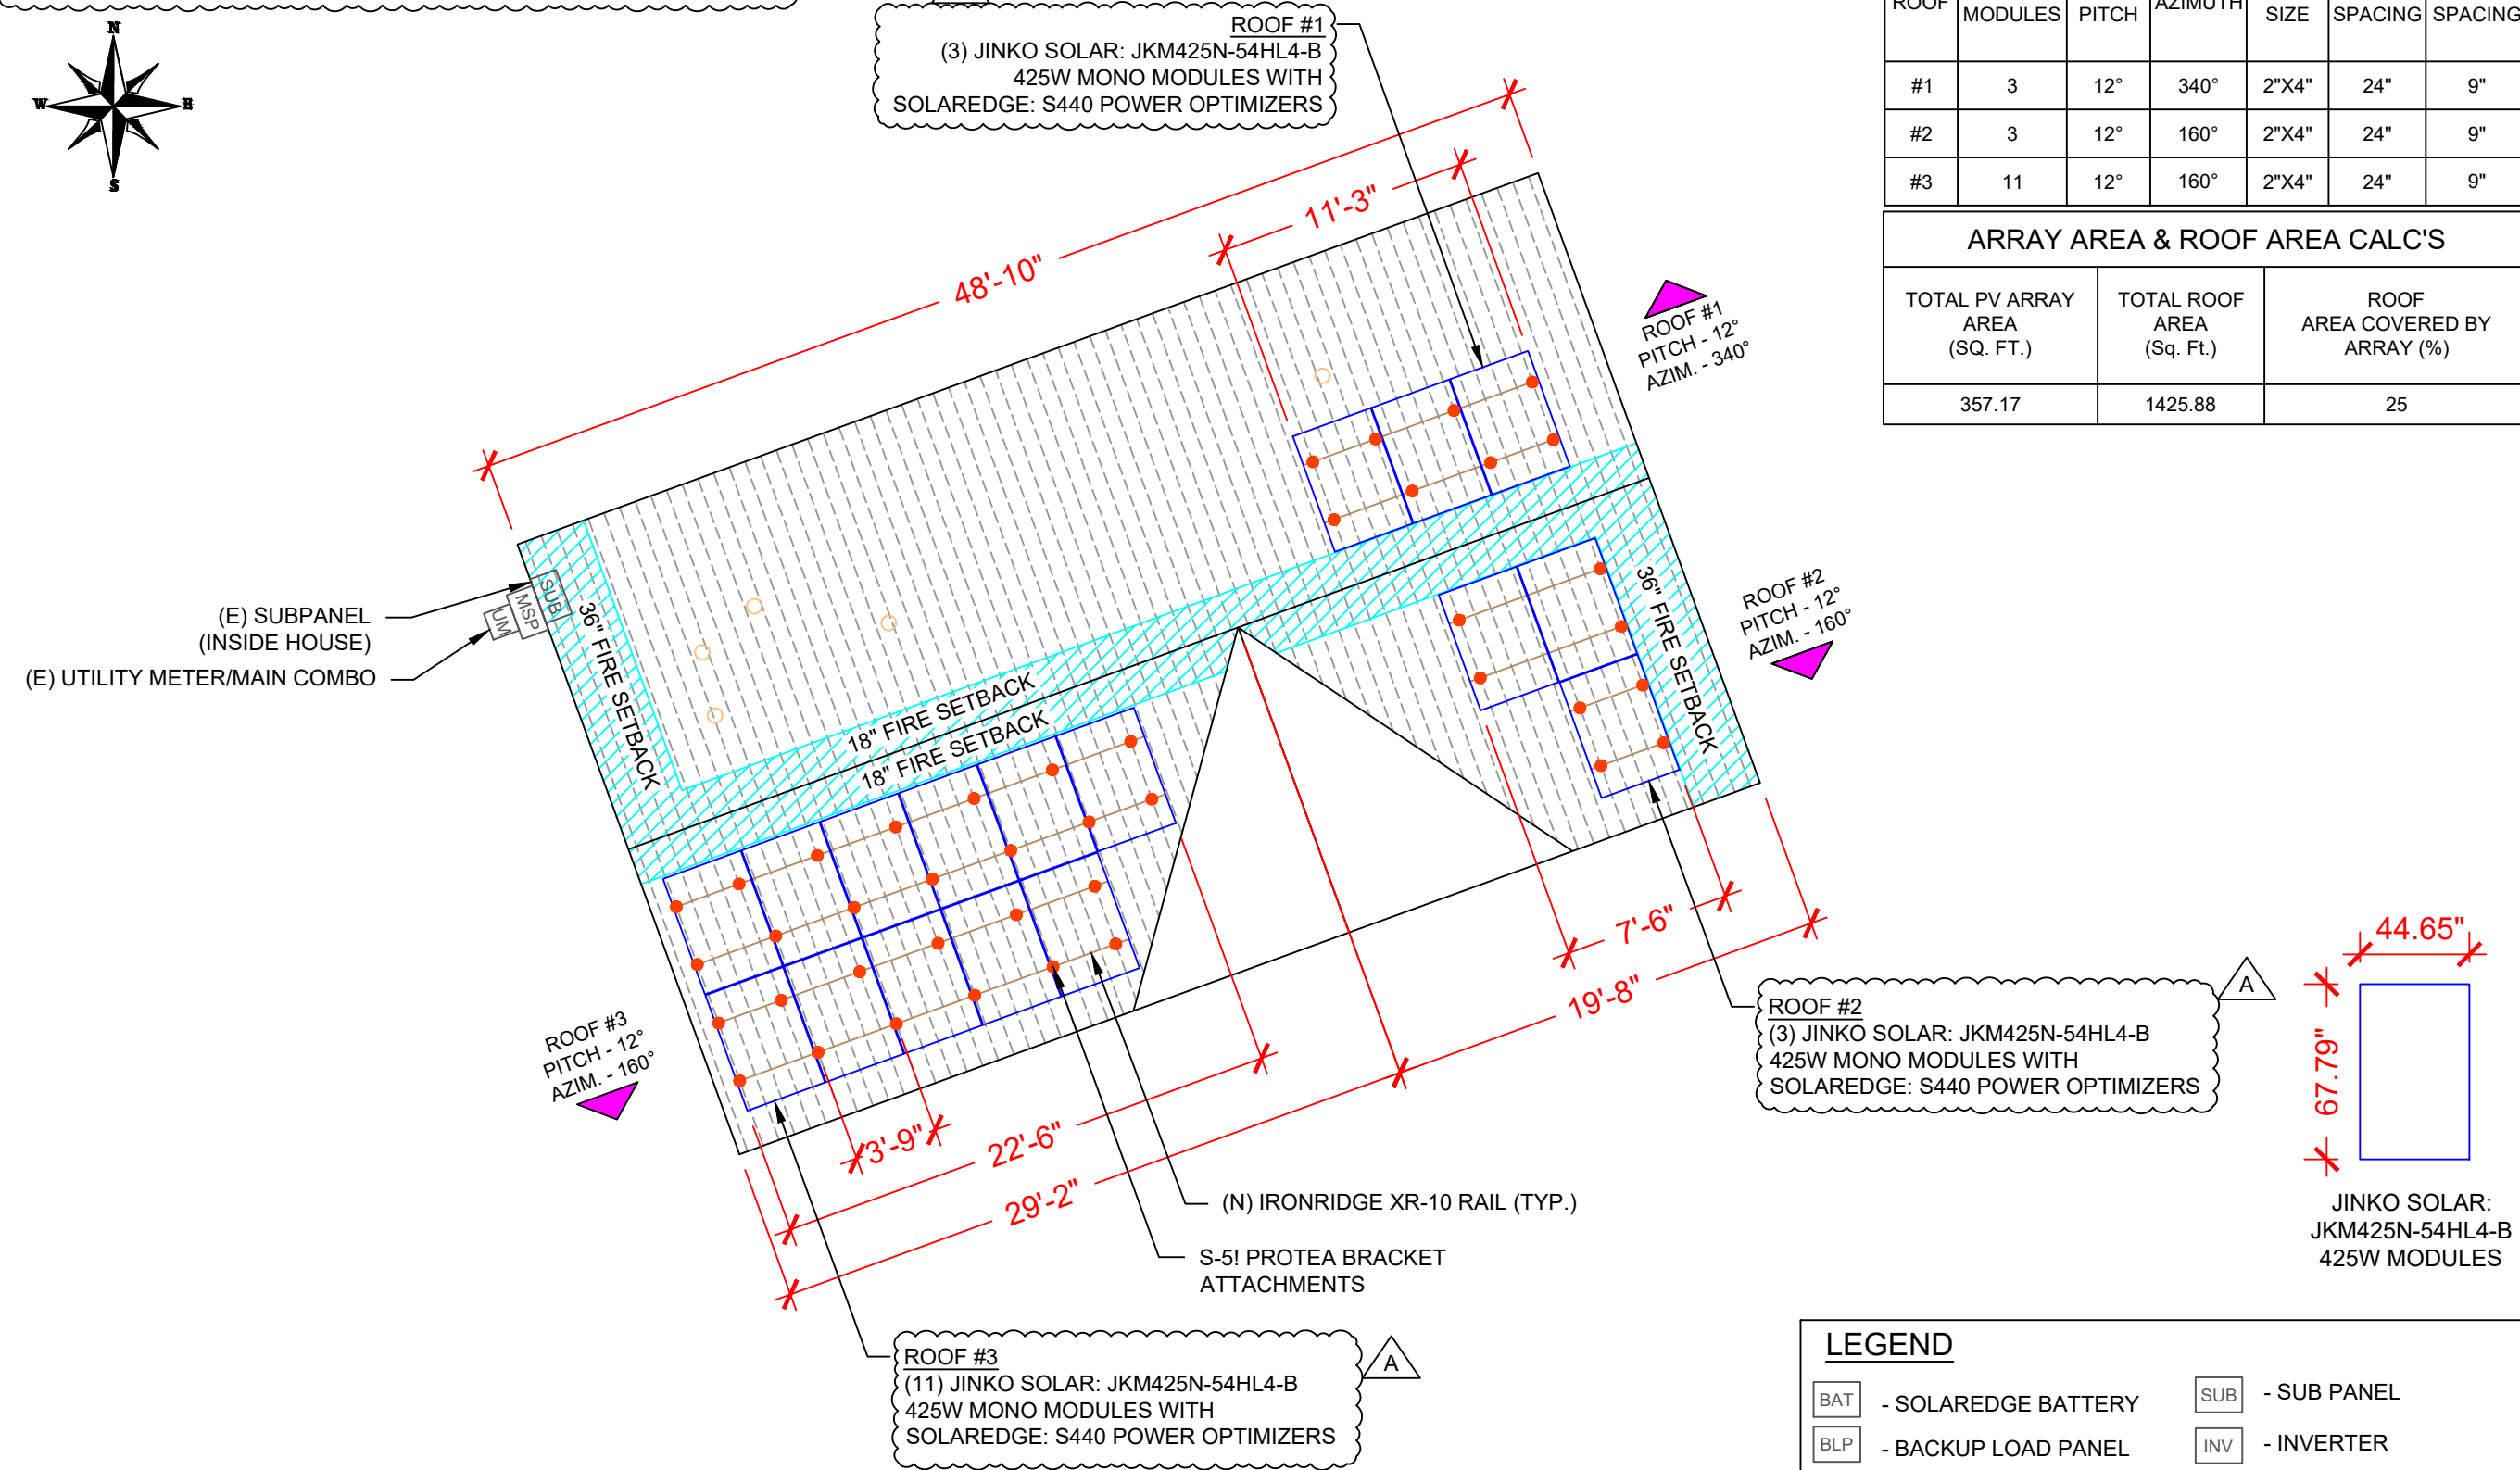 N
W
E
S
ROOF #1
(3) JINKO SOLAR: JKM425N-54HL4-B
425W MONO MODULES WITH
SOLAREDGE: S440 POWER OPTIMIZERS
ROOF MODULES PITCH AZIMUTH SIZE SPACING SPACING
#1 3 12° 340° 2"X4" 24" 9"
#2 3 12° 160° 2"X4" 24" 9"
#3 11 12° 160° 2"X4" 24" 9"
ARRAY AREA & ROOF AREA CALC'S
TOTAL PV ARRAY
AREA
(SQ. FT.)
TOTAL ROOF
AREA
(Sq. Ft.)
ROOF
AREA COVERED BY
ARRAY (%)
357.17 1425.88 25
48'-10"
11'-3"
ROOF #1
PITCH - 12°
AZIM. - 340°
ROOF #2
PITCH - 12°
AZIM. - 160°
(E) SUBPANEL
(INSIDE HOUSE)
(E) UTILITY METER/MAIN COMBO
SUB
MSP
UM
36" FIRE SETBACK
18" FIRE SETBACK
18" FIRE SETBACK
36" FIRE SETBACK
7'-6"
19'-8"
ROOF #3
PITCH - 12°
AZIM. - 160°
3'-9"
22'-6"
29'-2"
(N) IRONRIDGE XR-10 RAIL (TYP.)
S-5! PROTEA BRACKET
ATTACHMENTS
A
ROOF #2
(3) JINKO SOLAR: JKM425N-54HL4-B
425W MONO MODULES WITH
SOLAREDGE: S440 POWER OPTIMIZERS
44.65"
67.79"
JINKO SOLAR:
JKM425N-54HL4-B
425W MODULES
A
ROOF #3
(11) JINKO SOLAR: JKM425N-54HL4-B
425W MONO MODULES WITH
SOLAREDGE: S440 POWER OPTIMIZERS
LEGEND
BAT - SOLAREDGE BATTERY
SUB - SUB PANEL
BLP - BACKUP LOAD PANEL
INV - INVERTER